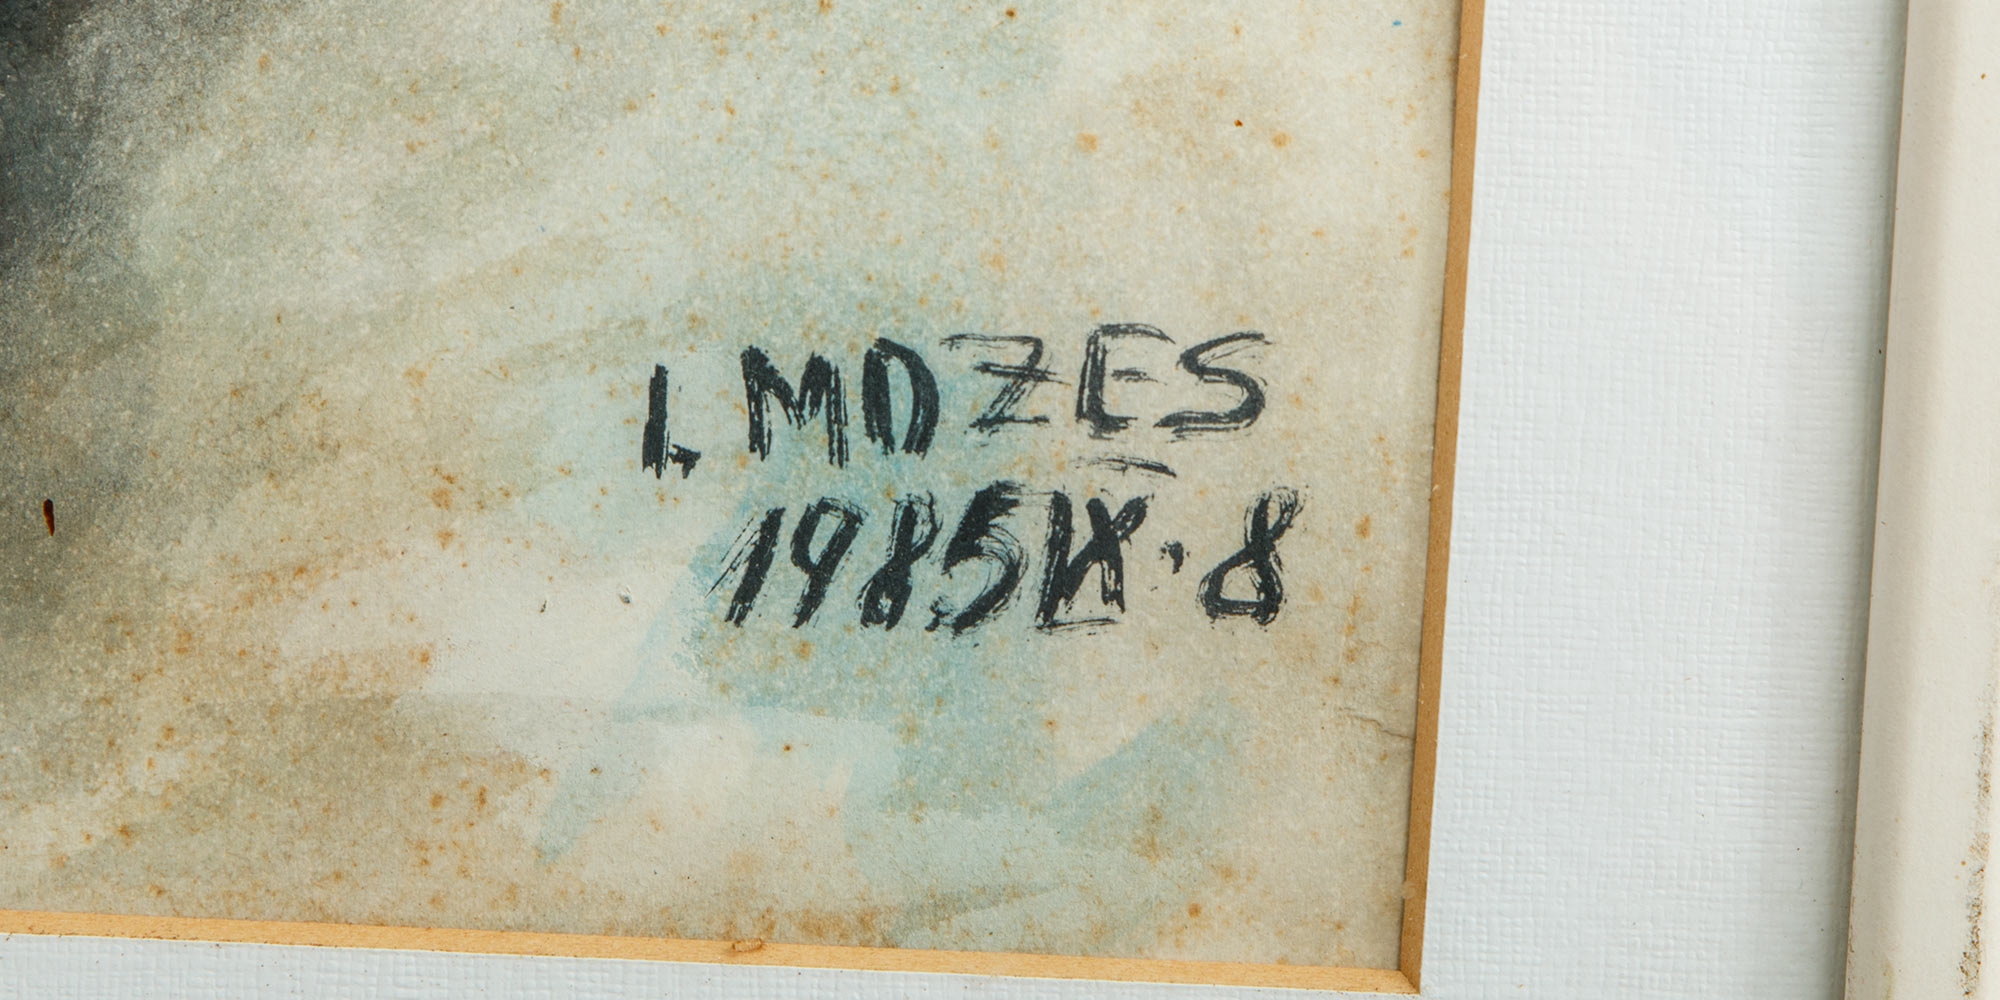 I. MOZES
1985 IX. 8